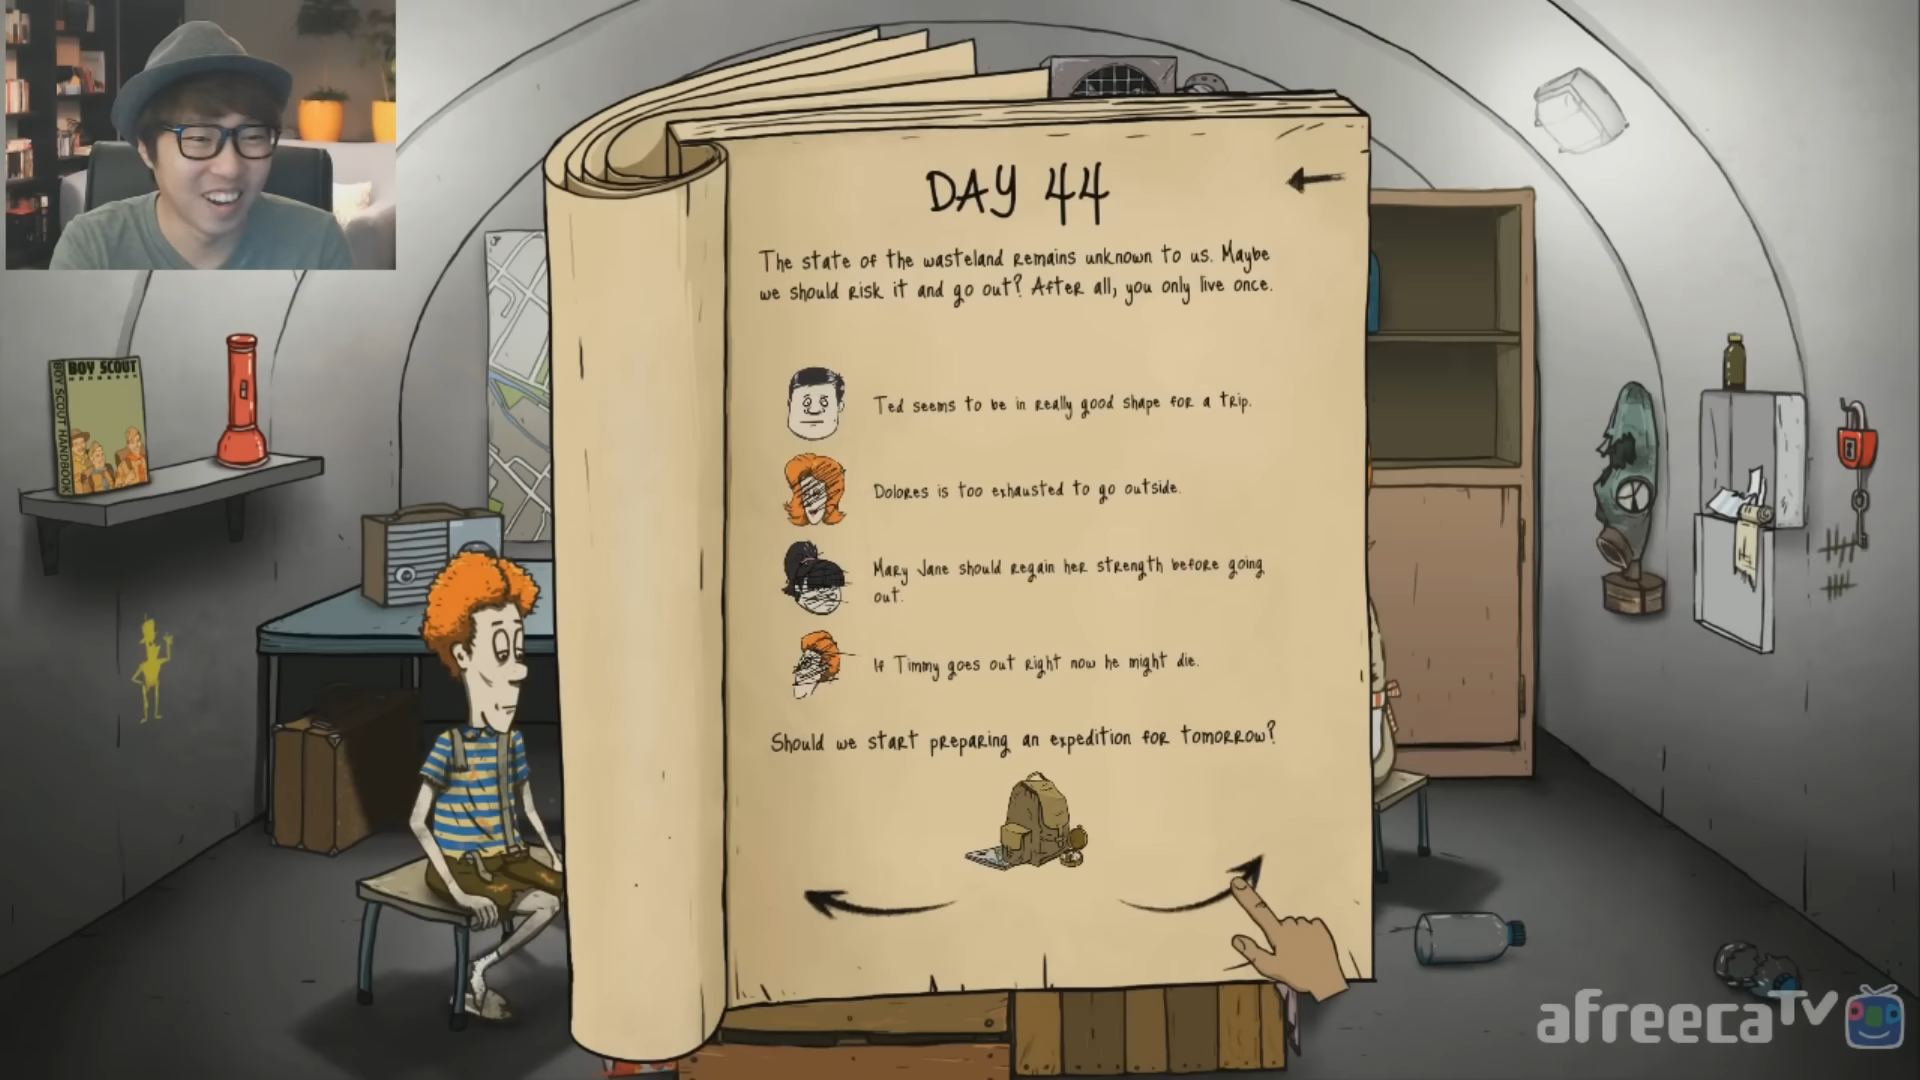 DAY 44
The state of the wasteland remains unknown to us. Maybe
we should risk it and go out? After all, you only live once.
Ted seems to be in really good shape for a trip.
Dolores is too exhausted to go outside.
Mary Jane should regain her strength before going
out.
If Timmy goes out right now he might die.
Should we start preparing an expedition for tomorrow?
BOY SCOUT
HANDBOOK
BOY SCOUT HANDBOOK
afreecaTV